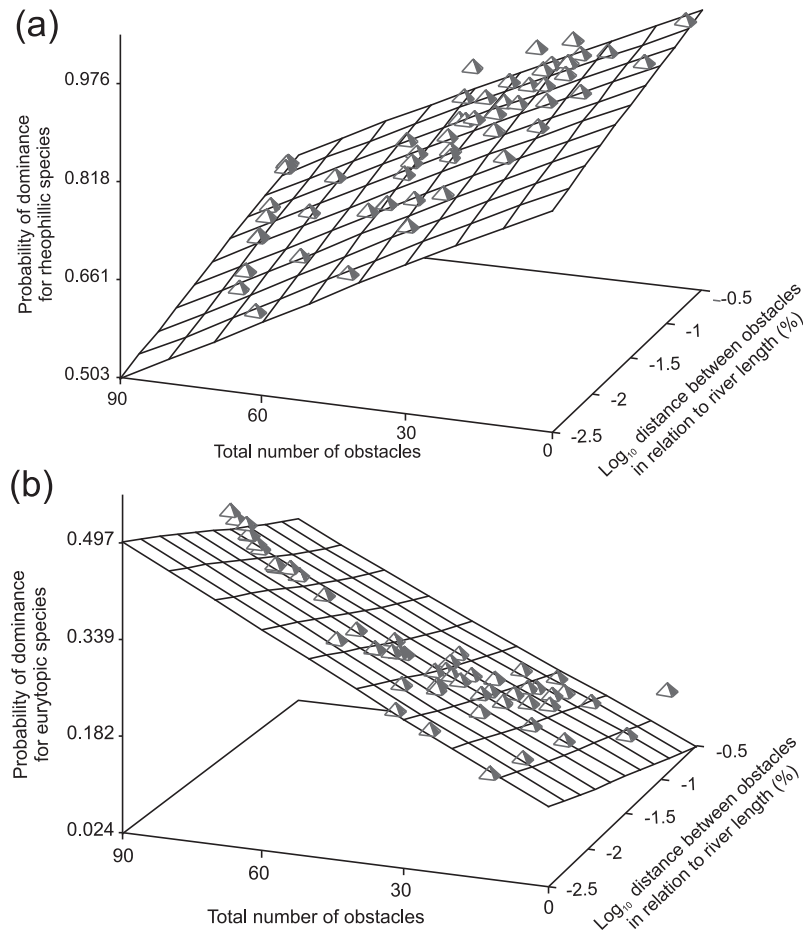 (a)
0.976
0.818
0.661
0.503
Probability of dominance
for rheophillic species
90
60
30
0
Total number of obstacles
-0.5
-1
-1.5
-2
-2.5
Log₁₀ distance between obstacles
in relation to river length (%)
(b)
0.497
0.339
0.182
0.024
Probability of dominance
for eurytopic species
90
60
30
0
Total number of obstacles
-0.5
-1
-1.5
-2
-2.5
Log₁₀ distance between obstacles
in relation to river length (%)